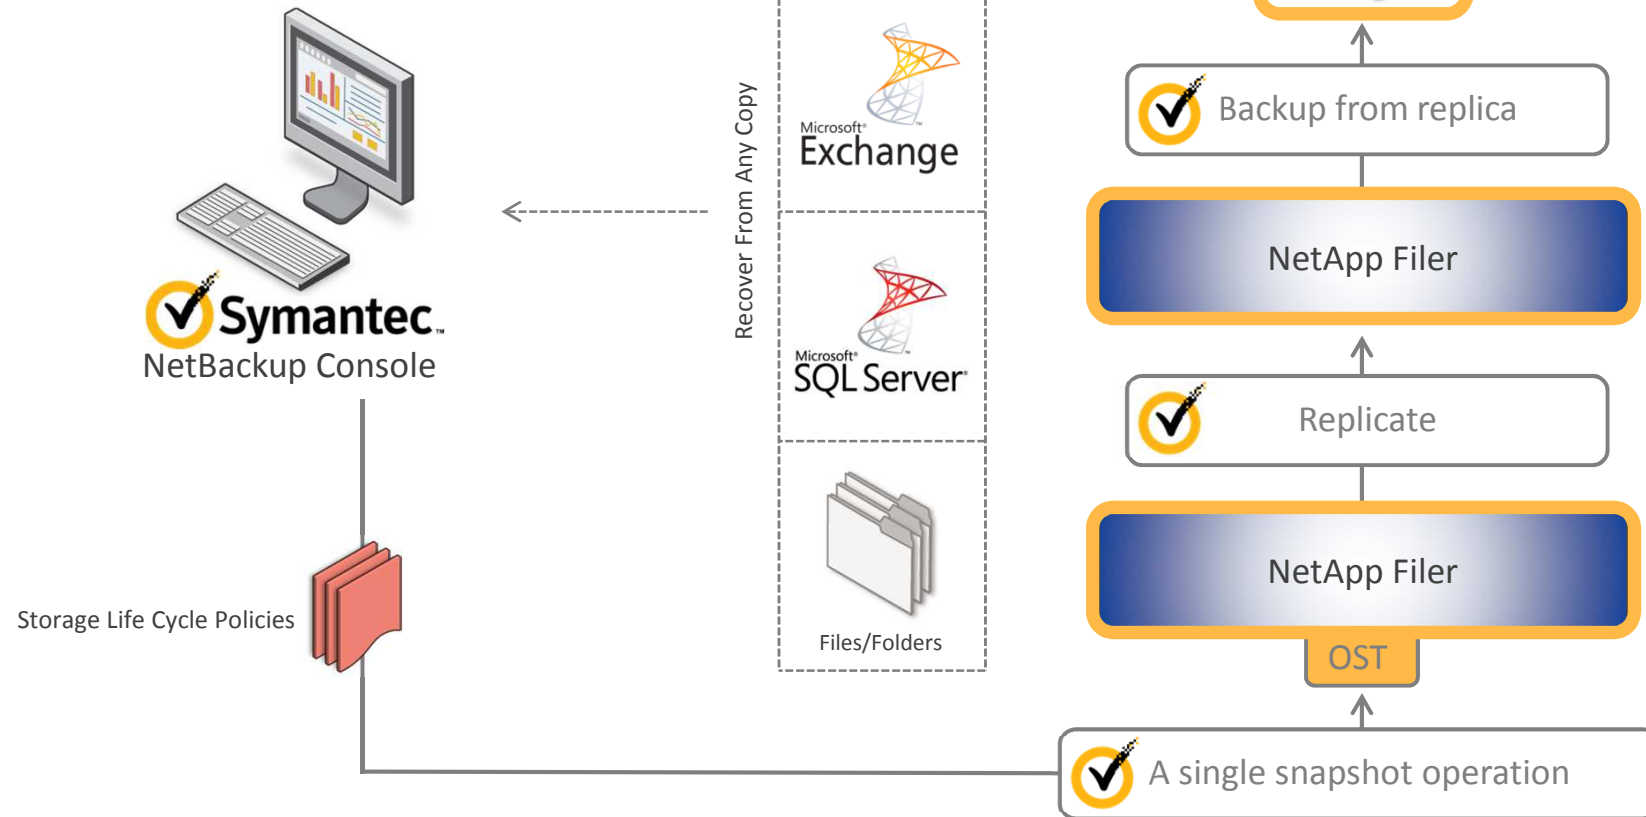 Symantec™
NetBackup Console
Storage Life Cycle Policies
Recover From Any Copy
Microsoft®
Exchange
Microsoft®
SQL Server®
Files/Folders
Backup from replica
NetApp Filer
Replicate
NetApp Filer
OST
A single snapshot operation